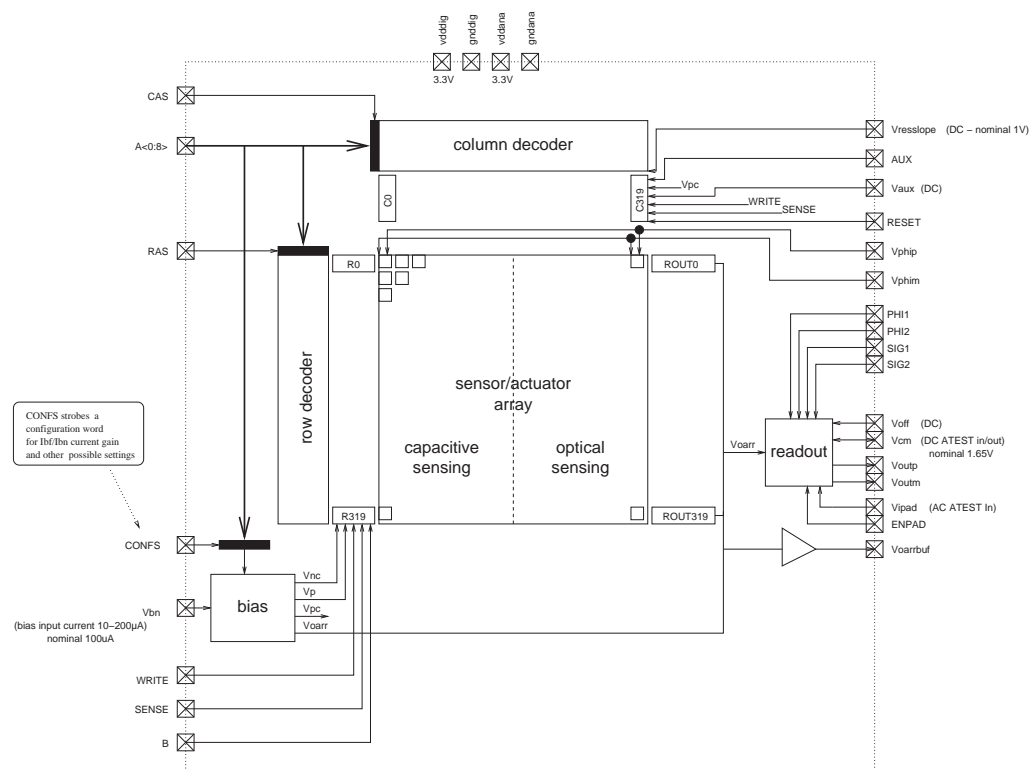 vdddig
gnddig
vddana
gndana
3.3V
3.3V
CAS
A<0:8>
column decoder
Vresslope (DC − nominal 1V)
AUX
C0
C319
Vpc
Vaux (DC)
WRITE
SENSE
RESET
RAS
Vphip
R0
ROUT0
Vphim
PHI1
PHI2
SIG1
SIG2
row decoder
sensor/actuator
array
CONFS strobes a
configuration word
for Ibf/Ibn current gain
and other possible settings
capacitive
sensing
optical
sensing
Voarr
readout
Voff (DC)
Vcm (DC ATEST in/out)
nominal 1.65V
Voutp
Voutm
Vipad (AC ATEST In)
ENPAD
R319
ROUT319
CONFS
Voarrbuf
bias
Vnc
Vp
Vpc
Voarr
Vbn
(bias input current 10−200µA)
nominal 100uA
WRITE
SENSE
B